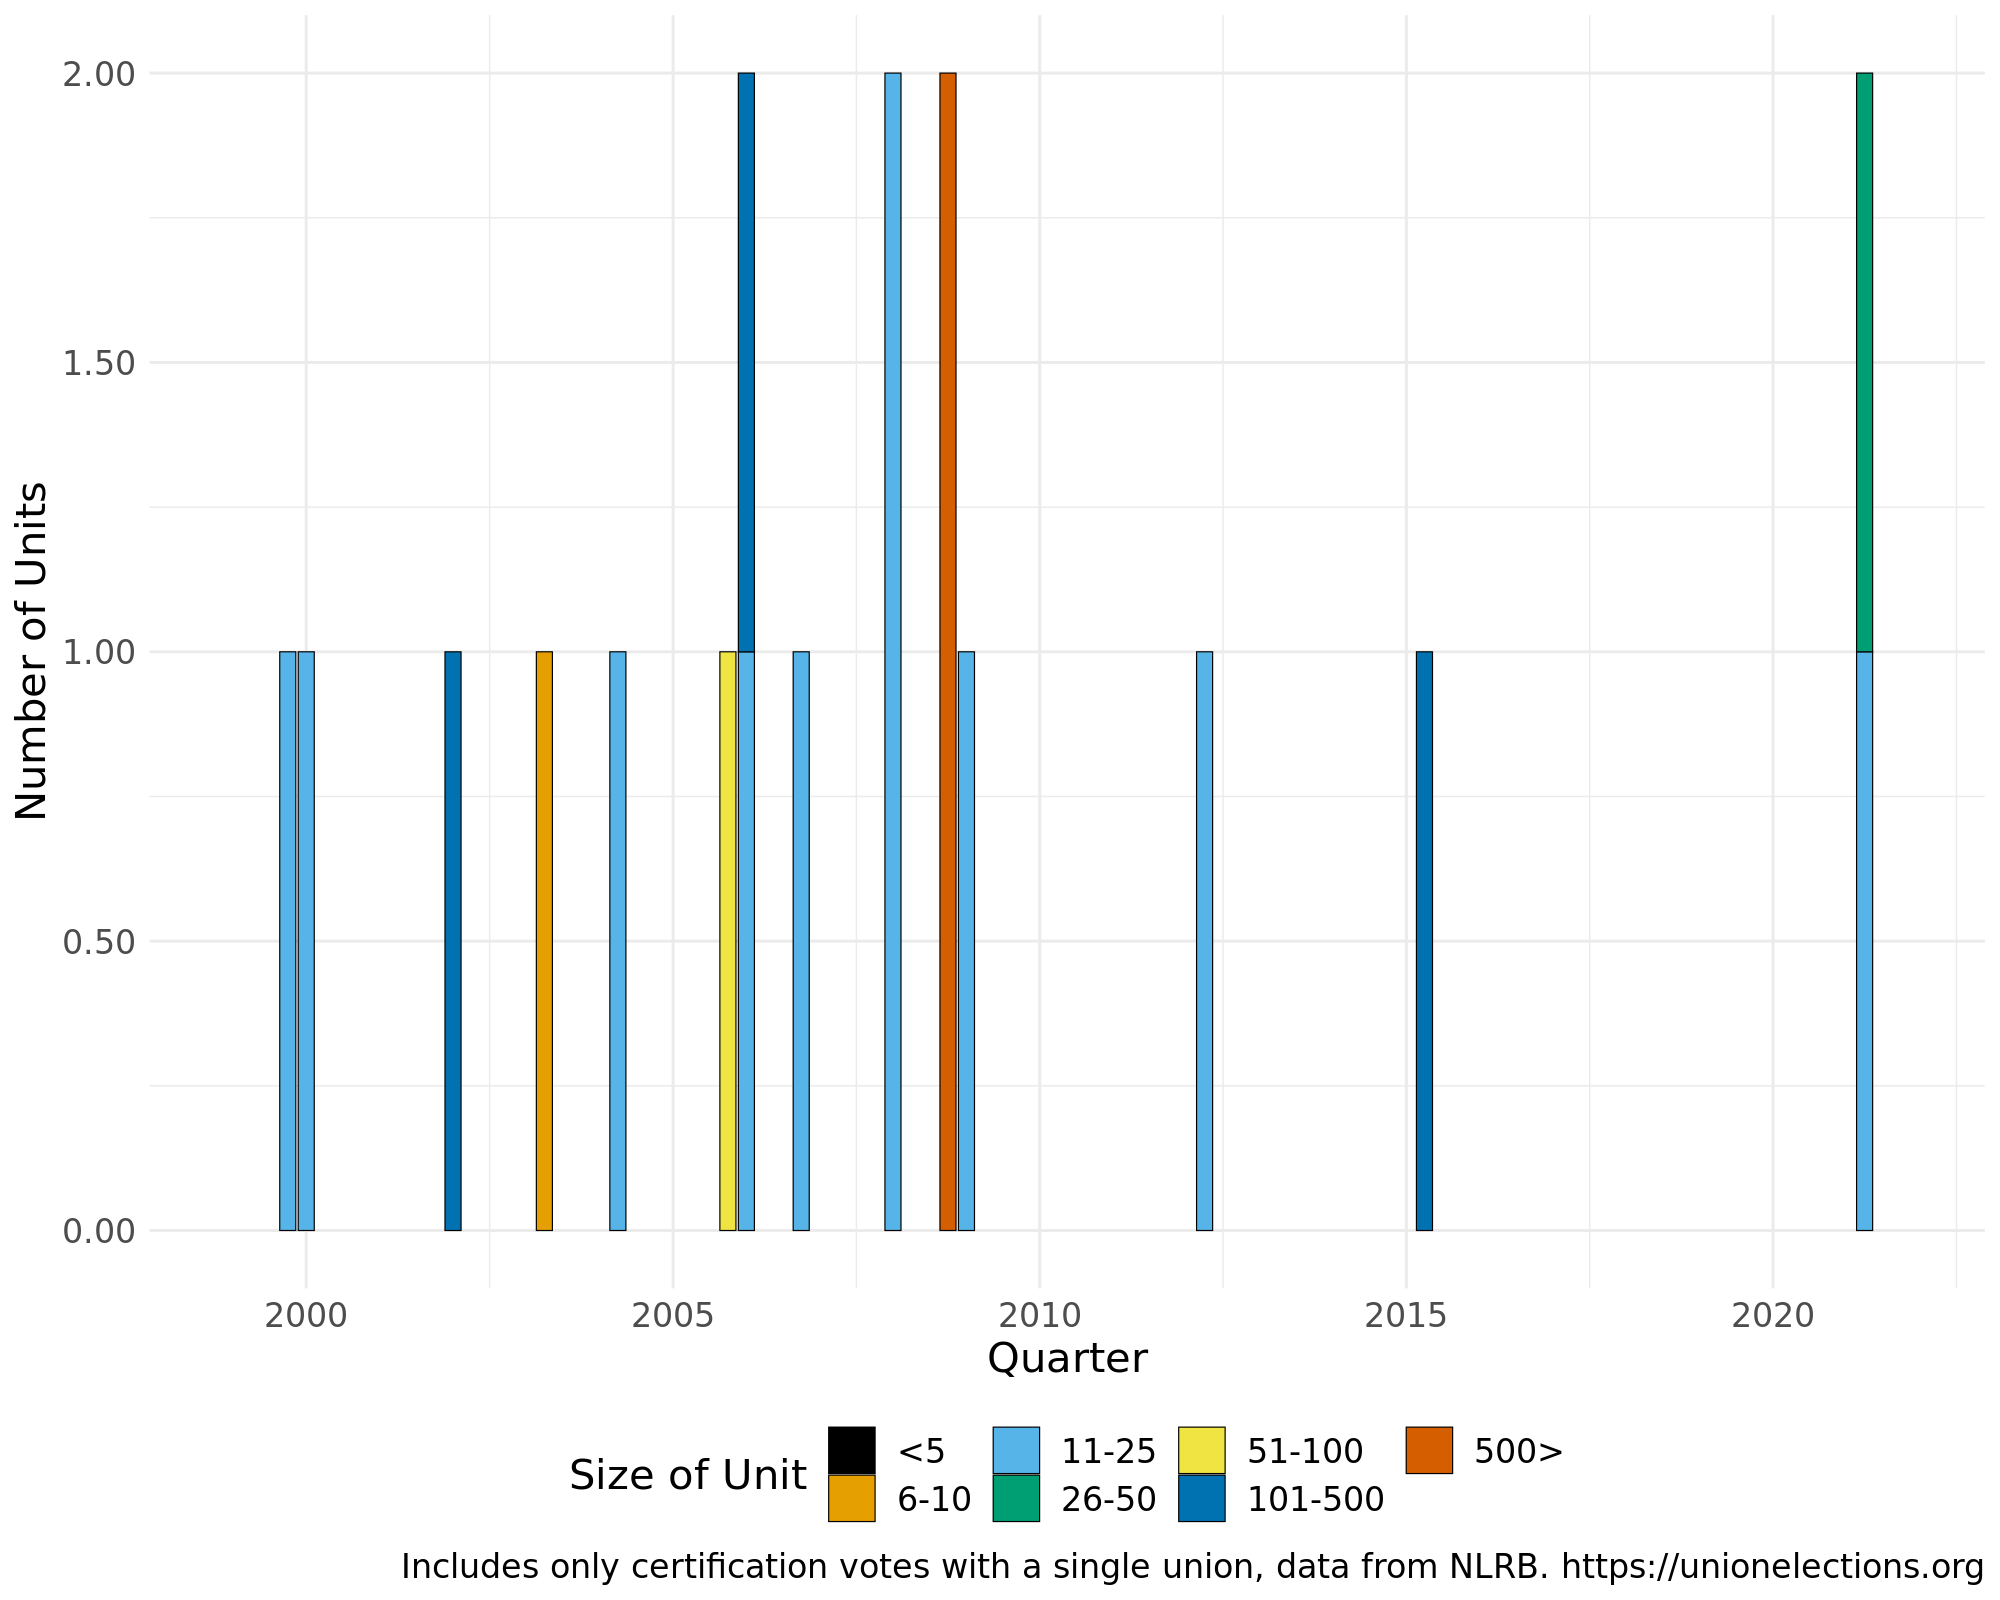 2.00
1.50
1.00
0.50
0.00
Number of Units
2000 2005 2010 2015 2020
Quarter
Size of Unit
<5 11-25 51-100 500>
6-10 26-50 101-500
Includes only certification votes with a single union, data from NLRB. https://unionelections.org